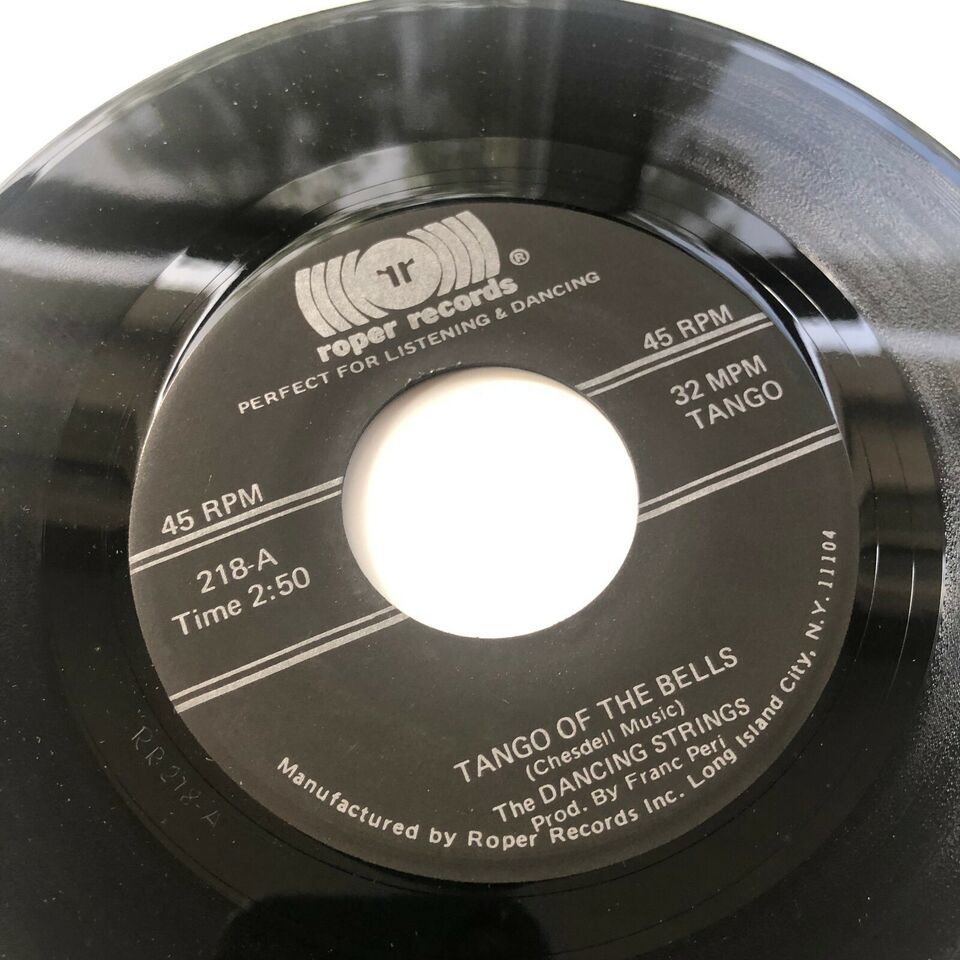 rr
roper records ®
PERFECT FOR LISTENING & DANCING
45 RPM
32 MPM
TANGO
45 RPM
218-A
Time 2:50
TANGO OF THE BELLS
(Chesdell Music)
The DANCING STRINGS
Prod. By Franc Peri
Manufactured by Roper Records Inc. Long Island City, N.Y. 11104
RR-218-A